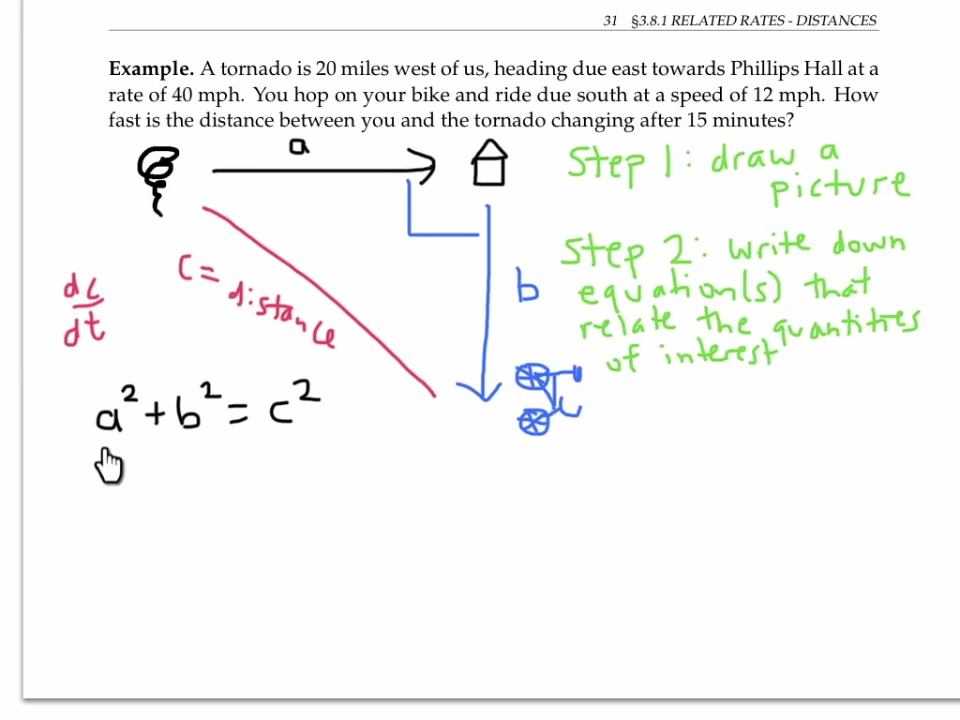 31 §3.8.1 RELATED RATES - DISTANCES
Example. A tornado is 20 miles west of us, heading due east towards Phillips Hall at a
rate of 40 mph. You hop on your bike and ride due south at a speed of 12 mph. How
fast is the distance between you and the tornado changing after 15 minutes?
a
Step 1: draw a
picture
Step 2: write down
equation(s) that
relate the quantities
of interest
b
c = distance
dc/dt
a² + b² = c²